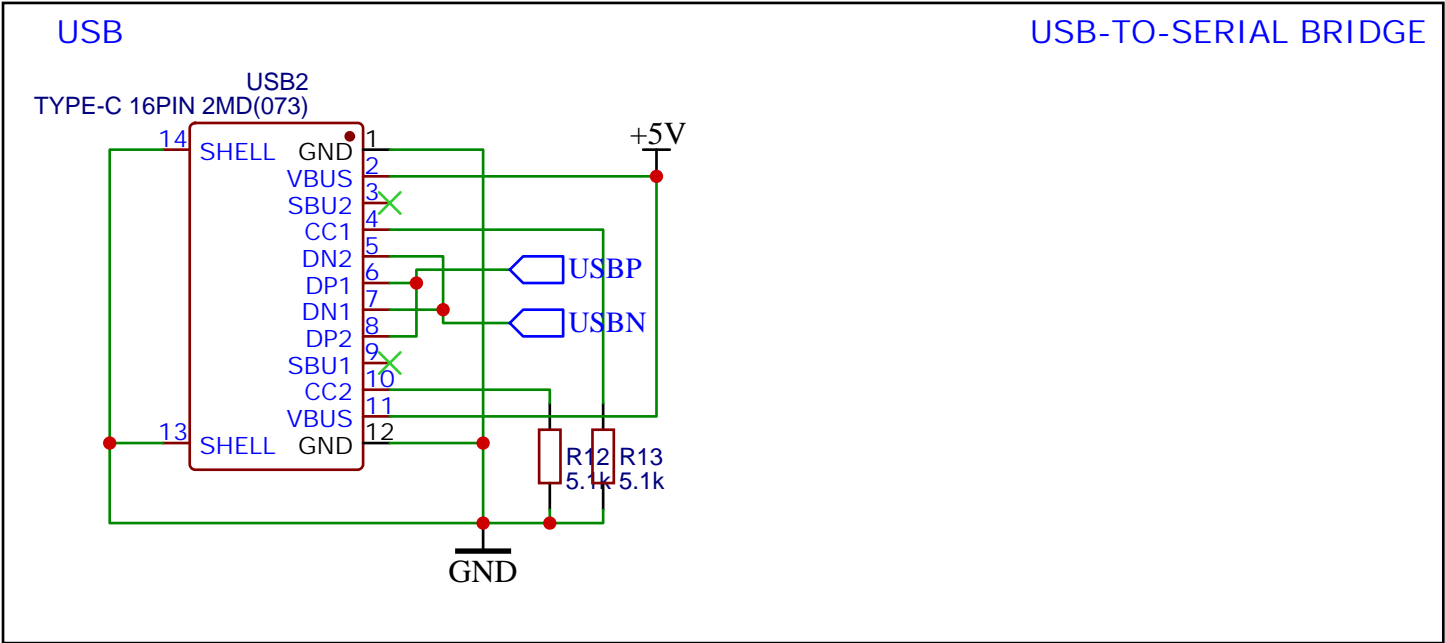 USB
USB-TO-SERIAL BRIDGE
USB2
TYPE-C 16PIN 2MD(073)
14 SHELL GND 1
VBUS 2
SBU2 3
CC1 4
DN2 5
DP1 6
DN1 7
DP2 8
SBU1 9
CC2 10
VBUS 11
13 SHELL GND 12
+5V
USBP
USBN
R12
5.1k
R13
5.1k
GND